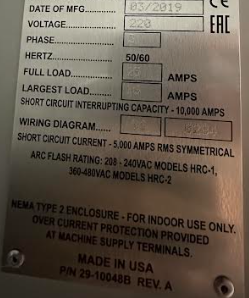 DATE OF MFG. 03/2019
VOLTAGE 220
PHASE
HERTZ 50/60
FULL LOAD AMPS
LARGEST LOAD AMPS
SHORT CIRCUIT INTERRUPTING CAPACITY - 10,000 AMPS
WIRING DIAGRAM
SHORT CIRCUIT CURRENT - 5,000 AMPS RMS SYMMETRICAL
ARC FLASH RATING: 208 - 240VAC MODELS HRC-1,
360-480VAC MODELS HRC-2
NEMA TYPE 2 ENCLOSURE - FOR INDOOR USE ONLY.
OVER CURRENT PROTECTION PROVIDED
AT MACHINE SUPPLY TERMINALS.
MADE IN USA
P/N 29-10048B REV. A
CE
EAC